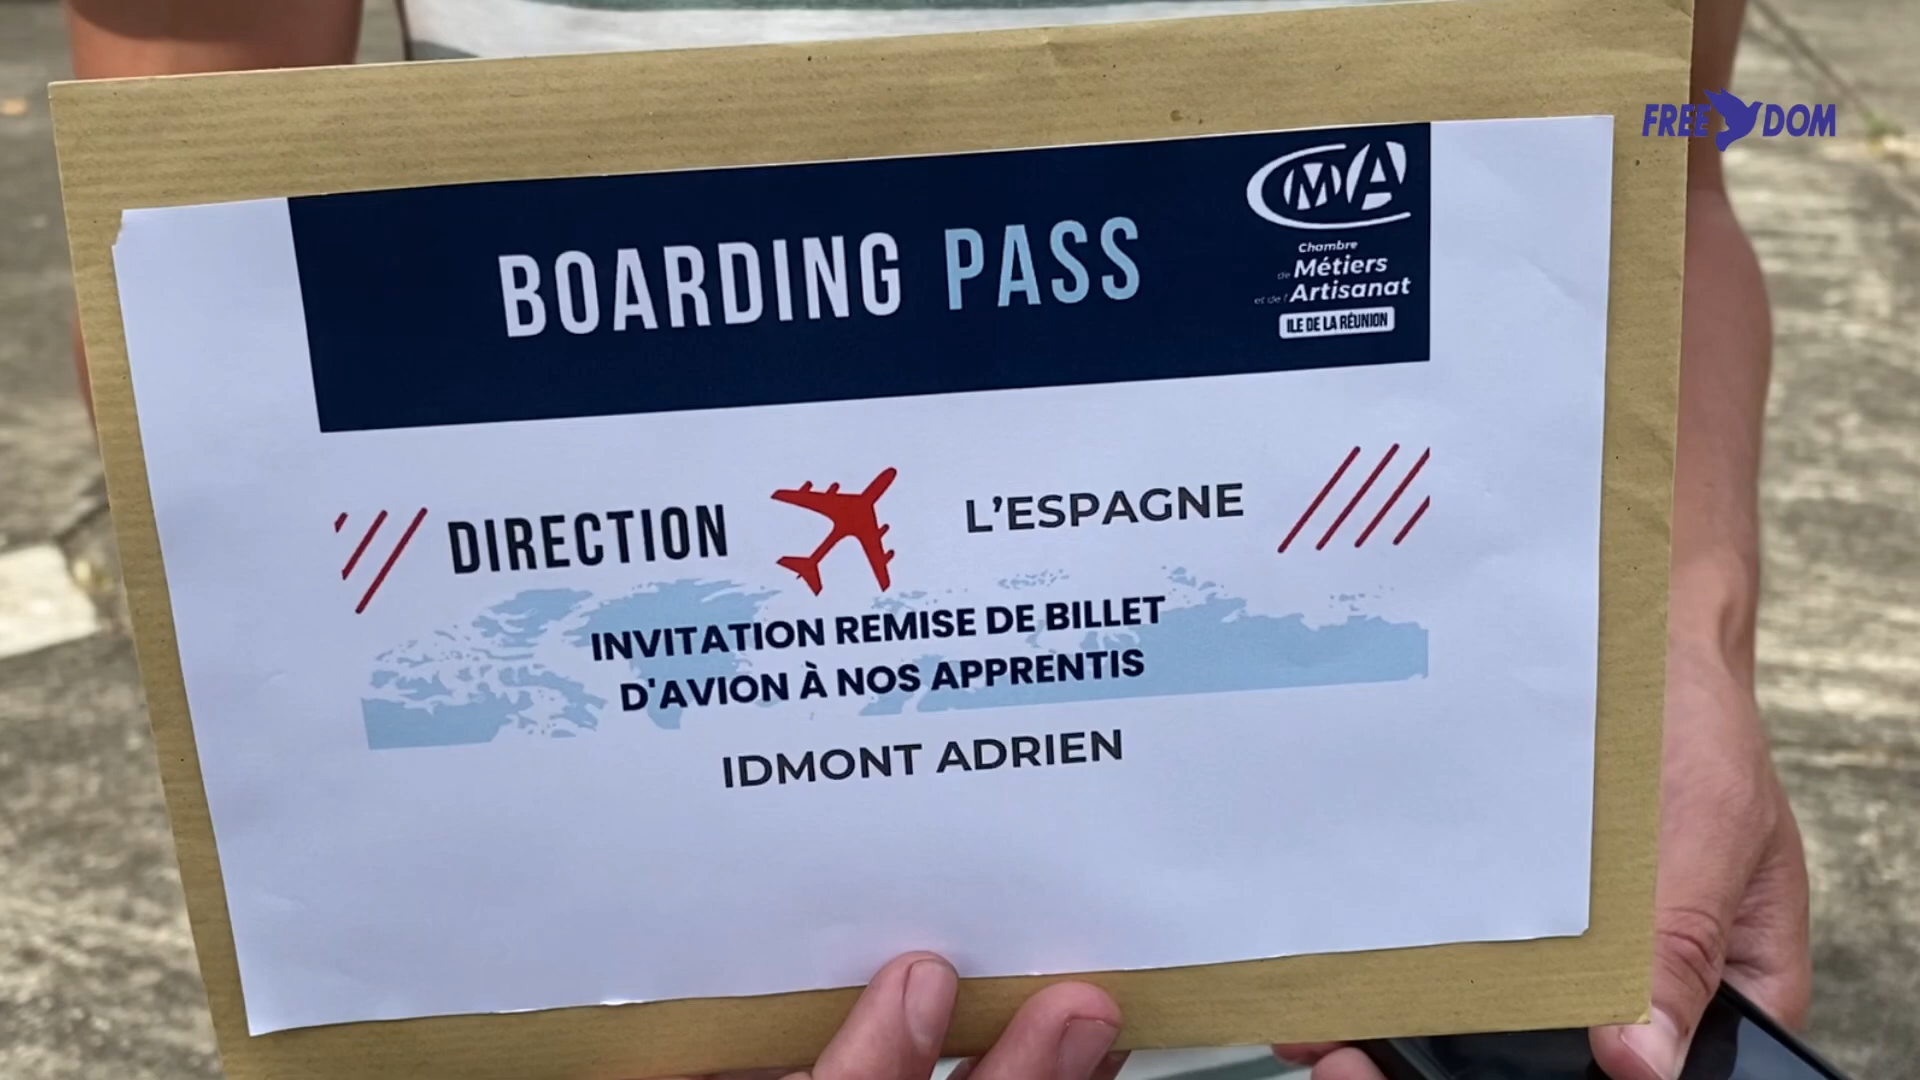 FREE DOM
BOARDING PASS
CMA
Chambre
de Métiers
et de l'Artisanat
ILE DE LA RÉUNION
DIRECTION L'ESPAGNE
INVITATION REMISE DE BILLET
D'AVION À NOS APPRENTIS
IDMONT ADRIEN